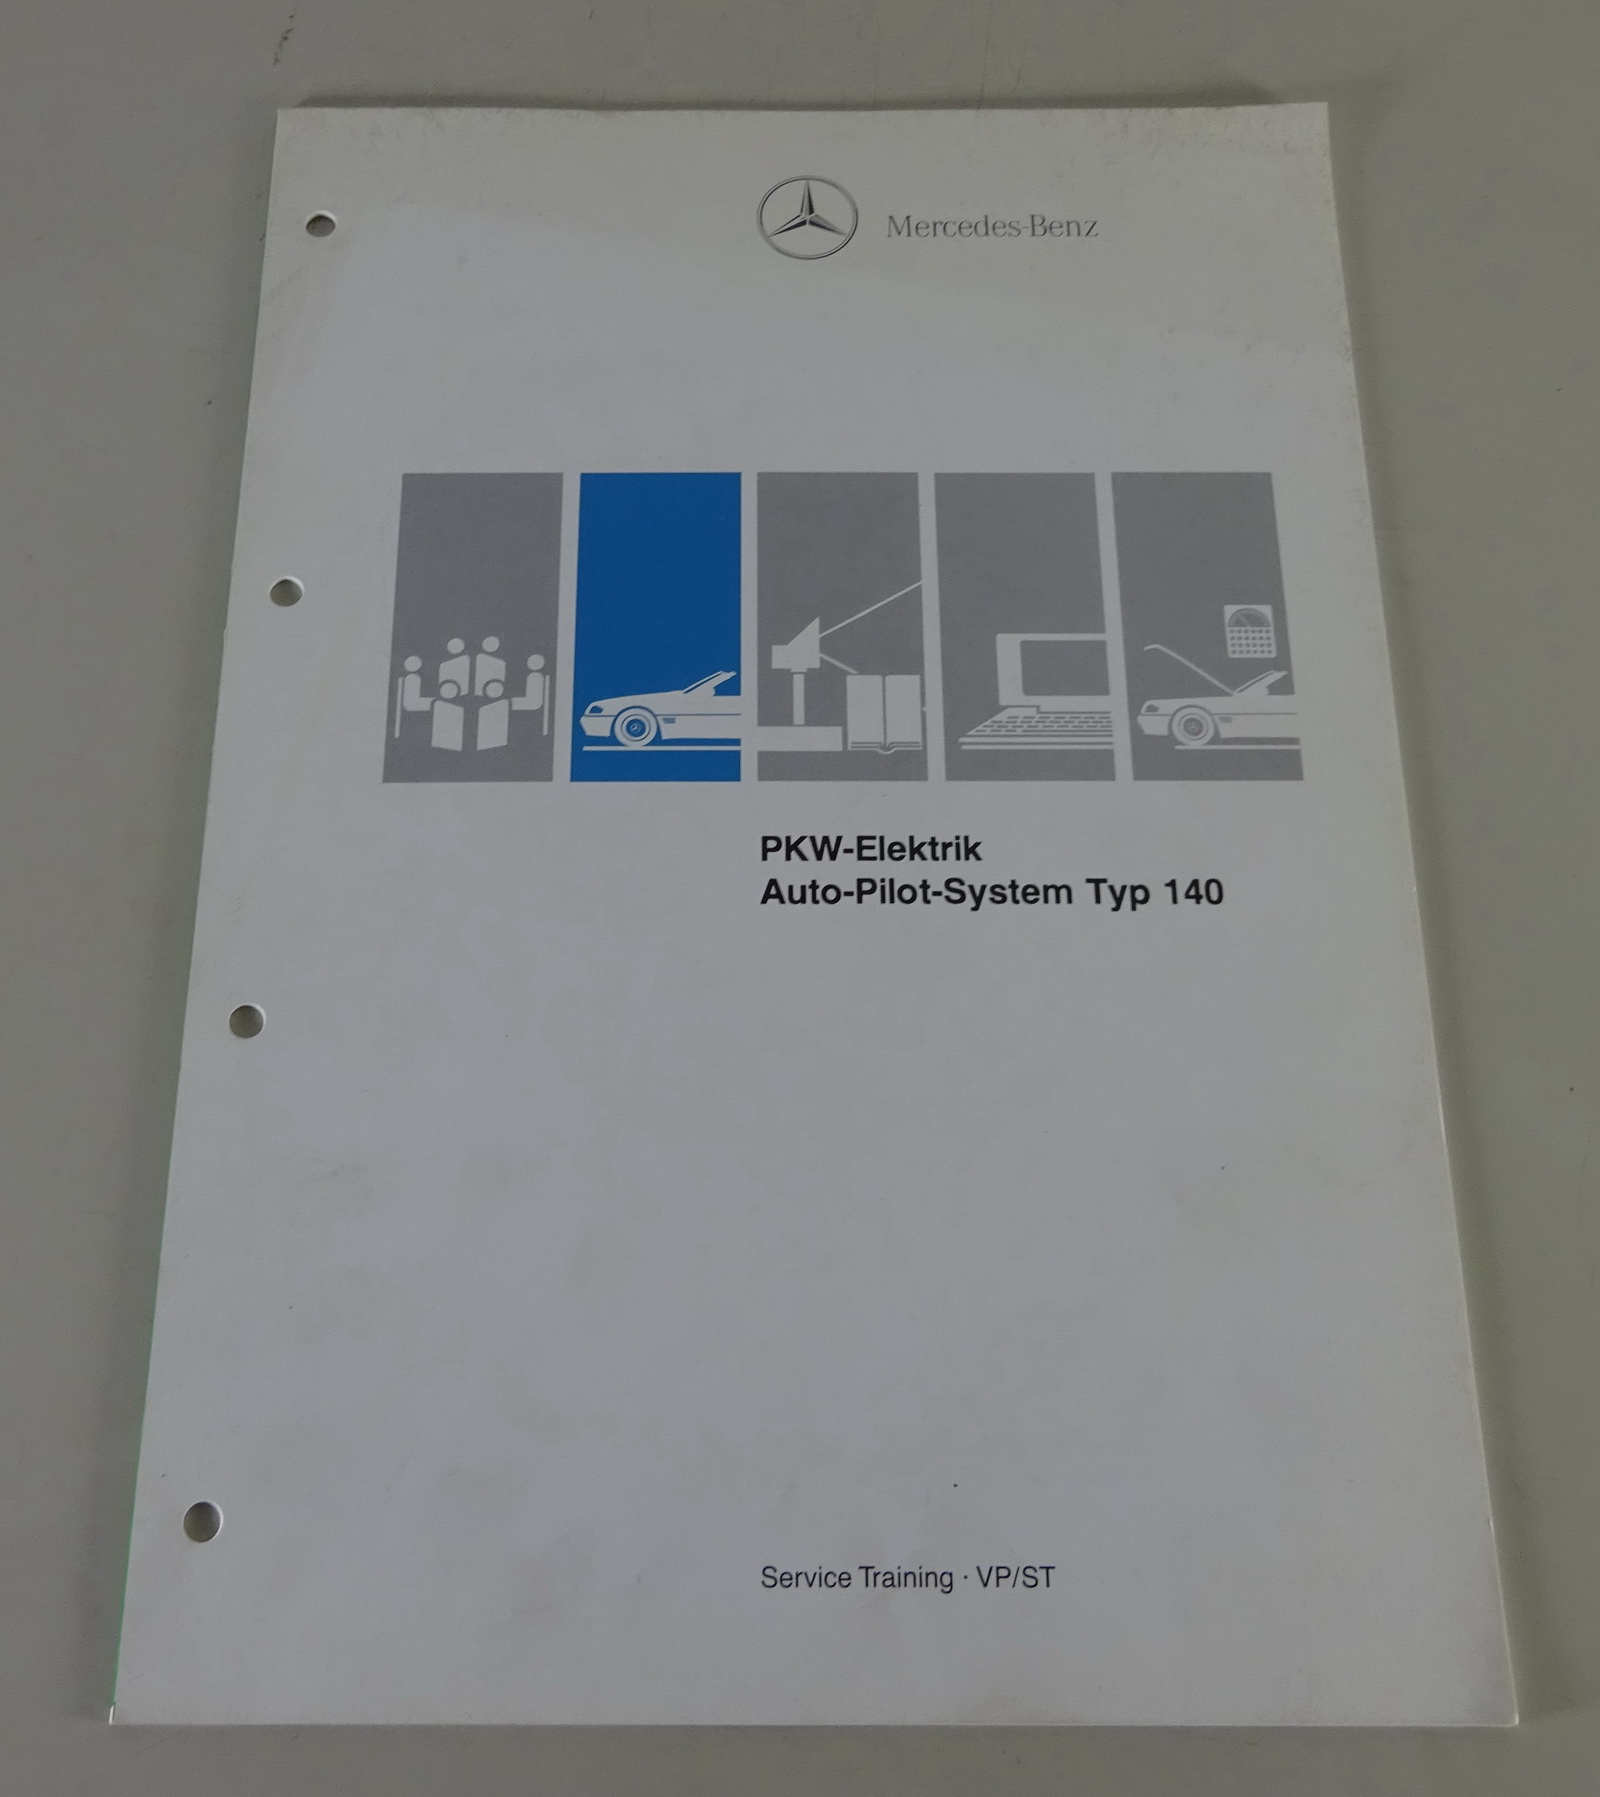 Mercedes-Benz
PKW-Elektrik
Auto-Pilot-System Typ 140
Service Training · VP/ST